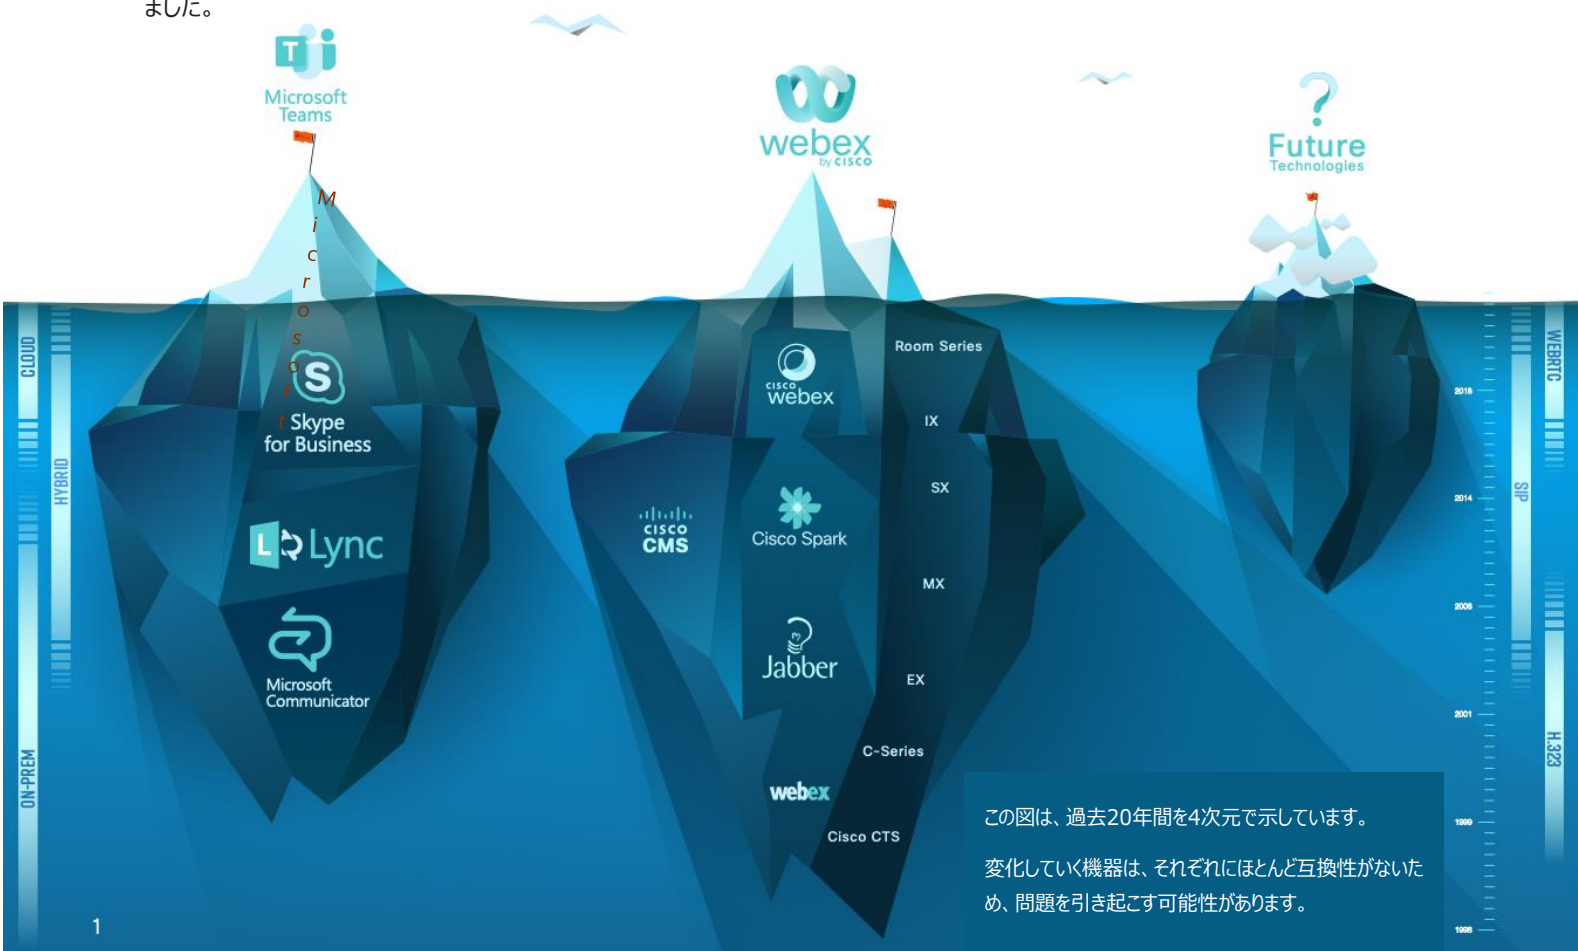 ました。
Microsoft
Teams
webex
by CISCO
?
Future
Technologies
Microsoft
CLOUD
HYBRID
ON-PREM
Skype
for Business
Lync
Microsoft
Communicator
CISCO
CMS
CISCO
webex
Cisco Spark
Jabber
webex
Room Series
IX
SX
MX
EX
C-Series
Cisco CTS
2014
2001
1999
WEBRTC
SIP
H.323
この図は、過去20年間を4次元で示しています。
変化していく機器は、それぞれにほとんど互換性がないた
め、問題を引き起こす可能性があります。
1